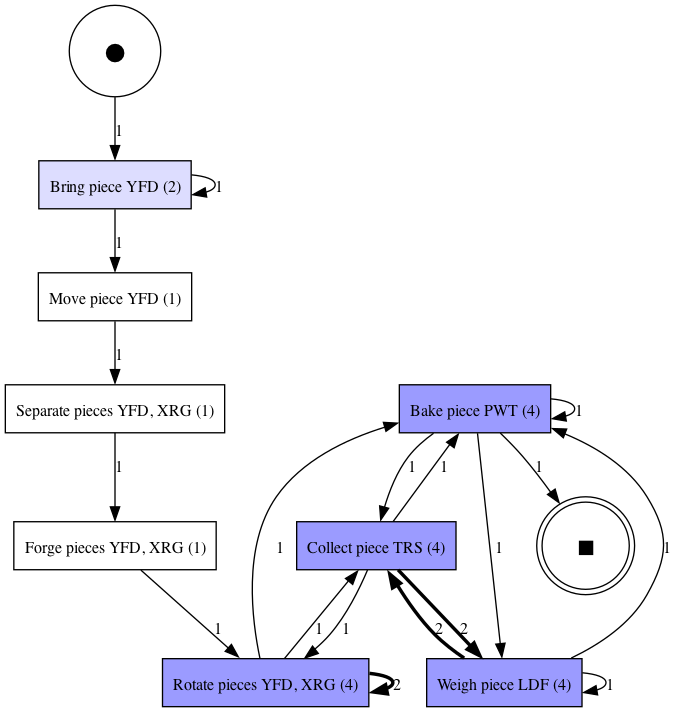 1
Bring piece YFD (2)
1
1
Move piece YFD (1)
1
Separate pieces YFD, XRG (1)
Bake piece PWT (4)
1
1
1
1
1
Forge pieces YFD, XRG (1)
Collect piece TRS (4)
1
1
1
1
1
1
2
2
Rotate pieces YFD, XRG (4)
2
Weigh piece LDF (4)
1